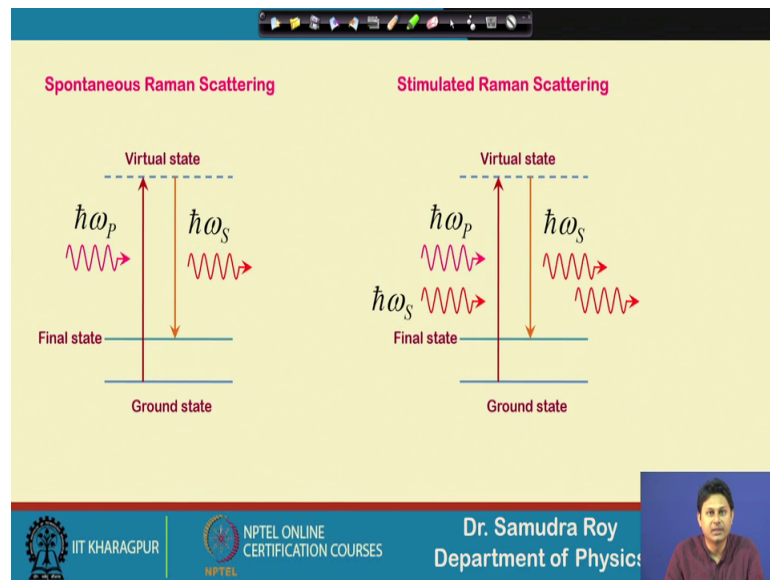 Spontaneous Raman Scattering
Stimulated Raman Scattering
Virtual state
Virtual state
ħω_P
ħω_S
ħω_P
ħω_S
ħω_S
Final state
Final state
Ground state
Ground state
IIT KHARAGPUR
NPTEL
NPTEL ONLINE
CERTIFICATION COURSES
Dr. Samudra Roy
Department of Physics